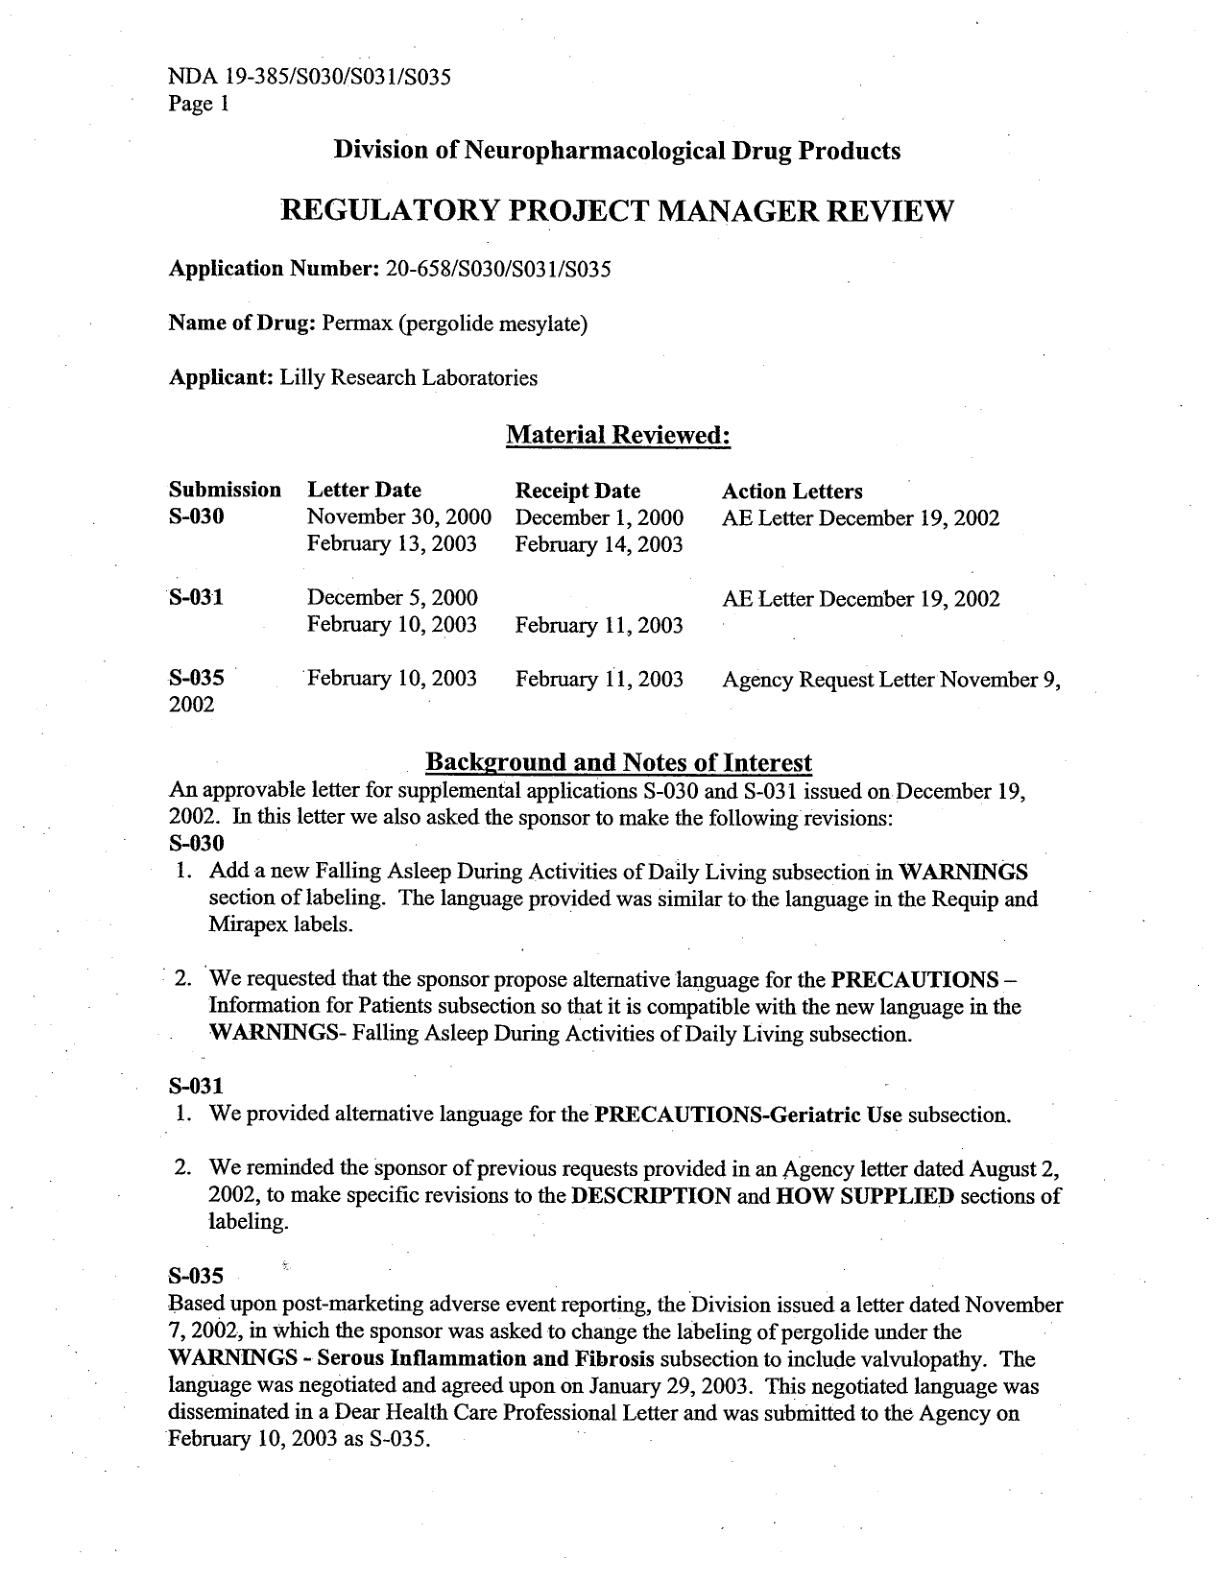 NDA 19-385/S030/S031/S035
Page 1
Division of Neuropharmacological Drug Products
REGULATORY PROJECT MANAGER REVIEW
Application Number: 20-658/S030/S031/S035
Name of Drug: Permax (pergolide mesylate)
Applicant: Lilly Research Laboratories
Material Reviewed:
Submission Letter Date Receipt Date Action Letters
S-030 November 30, 2000 December 1, 2000 AE Letter December 19, 2002
February 13, 2003 February 14, 2003
S-031 December 5, 2000 AE Letter December 19, 2002
February 10, 2003 February 11, 2003
S-035 February 10, 2003 February 11, 2003 Agency Request Letter November 9,
2002
Background and Notes of Interest
An approvable letter for supplemental applications S-030 and S-031 issued on December 19,
2002. In this letter we also asked the sponsor to make the following revisions:
S-030
1. Add a new Falling Asleep During Activities of Daily Living subsection in WARNINGS
section of labeling. The language provided was similar to the language in the Requip and
Mirapex labels.
2. We requested that the sponsor propose alternative language for the PRECAUTIONS –
Information for Patients subsection so that it is compatible with the new language in the
WARNINGS- Falling Asleep During Activities of Daily Living subsection.
S-031
1. We provided alternative language for the PRECAUTIONS-Geriatric Use subsection.
2. We reminded the sponsor of previous requests provided in an Agency letter dated August 2,
2002, to make specific revisions to the DESCRIPTION and HOW SUPPLIED sections of
labeling.
S-035
Based upon post-marketing adverse event reporting, the Division issued a letter dated November
7, 2002, in which the sponsor was asked to change the labeling of pergolide under the
WARNINGS - Serous Inflammation and Fibrosis subsection to include valvulopathy. The
language was negotiated and agreed upon on January 29, 2003. This negotiated language was
disseminated in a Dear Health Care Professional Letter and was submitted to the Agency on
February 10, 2003 as S-035.